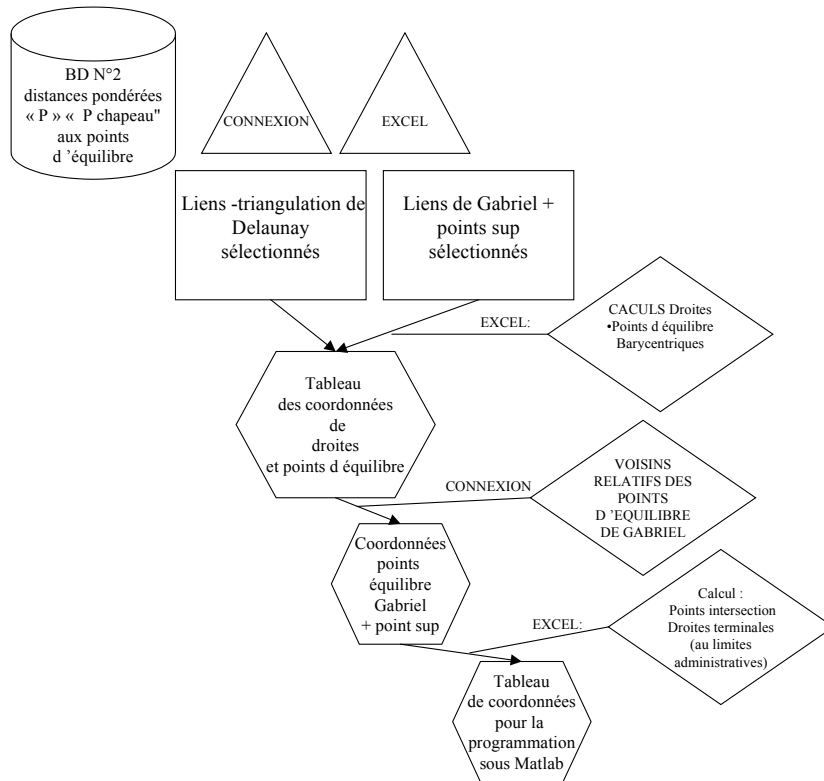 BD N°2
distances pondérées
« P » « P chapeau"
aux points
d ’équilibre
CONNEXION
EXCEL
Liens -triangulation de
Delaunay
sélectionnés
Liens de Gabriel +
points sup
sélectionnés
EXCEL:
CACULS Droites
•Points d équilibre
Barycentriques
Tableau
des coordonnées
de
droites
et points d équilibre
CONNEXION
VOISINS
RELATIFS DES
POINTS
D ’EQUILIBRE
DE GABRIEL
Coordonnées
points
équilibre
Gabriel
+ point sup
EXCEL:
Calcul :
Points intersection
Droites terminales
(au limites
administratives)
Tableau
de coordonnées
pour la
programmation
sous Matlab